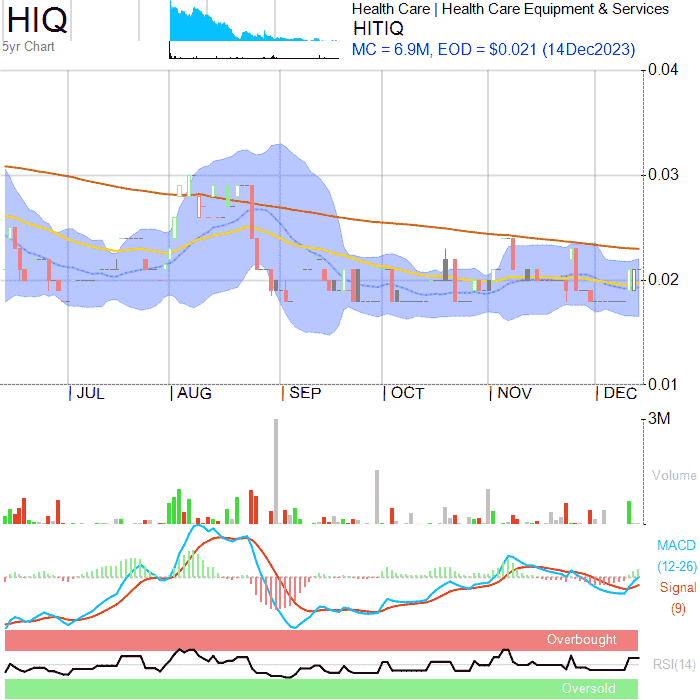 HIQ
5yr Chart
Health Care | Health Care Equipment & Services
HITIQ
MC = 6.9M, EOD = $0.021 (14Dec2023)
0.04
0.03
0.02
0.01
JUL
AUG
SEP
OCT
NOV
DEC
3M
Volume
MACD
(12-26)
Signal
(9)
Overbought
RSI(14)
Oversold